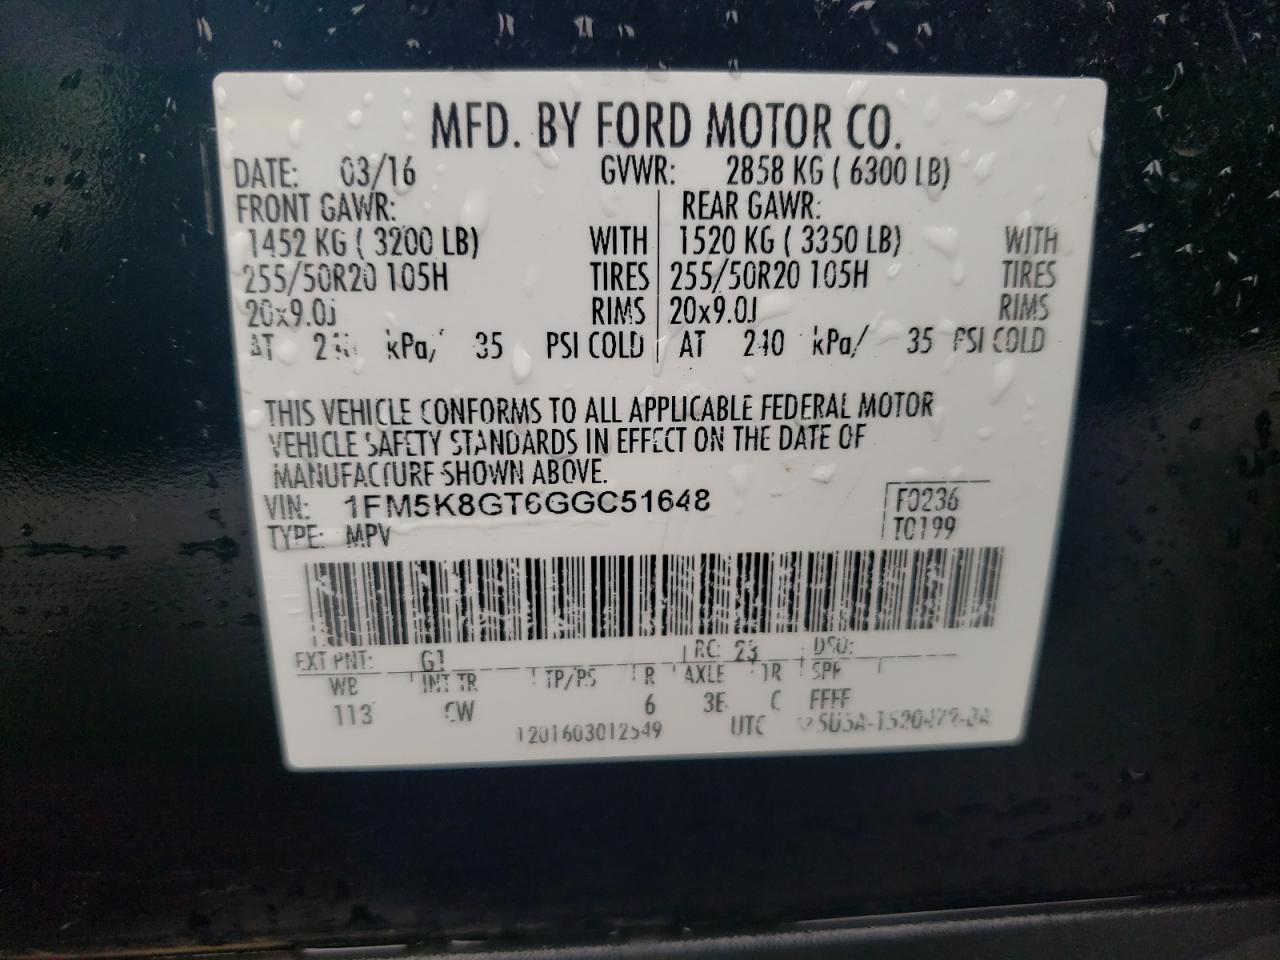 MFD. BY FORD MOTOR CO.
DATE: 03/16 GVWR: 2858 KG ( 6300 LB)
FRONT GAWR: REAR GAWR:
1452 KG ( 3200 LB) WITH 1520 KG ( 3350 LB) WITH
255/50R20 105H TIRES 255/50R20 105H TIRES
20x9.0J RIMS 20x9.0J RIMS
AT kPa/ 35 PSI COLD AT 240 kPa/ 35 PSI COLD
THIS VEHICLE CONFORMS TO ALL APPLICABLE FEDERAL MOTOR
VEHICLE SAFETY STANDARDS IN EFFECT ON THE DATE OF
MANUFACTURE SHOWN ABOVE.
VIN: 1FM5K8GT6GGC51648 F0236
TYPE: MPV T0199
EXT PNT: G1 RC: 23 DSO:
WB INT TR TP/PS R AXLE TR SPR
113 CW 6 3E C FFFF
1201603012549 UTC